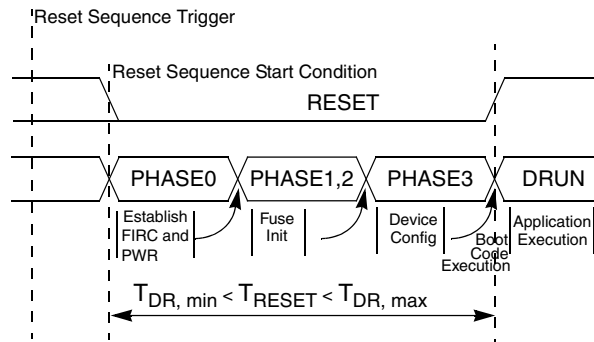 Reset Sequence Trigger
Reset Sequence Start Condition
RESET
PHASE0 PHASE1,2 PHASE3 DRUN
Establish
FIRC and
PWR
Fuse
Init
Device
Config
Boot
Code
Execution
Application
Execution
TDR, min < TRESET < TDR, max